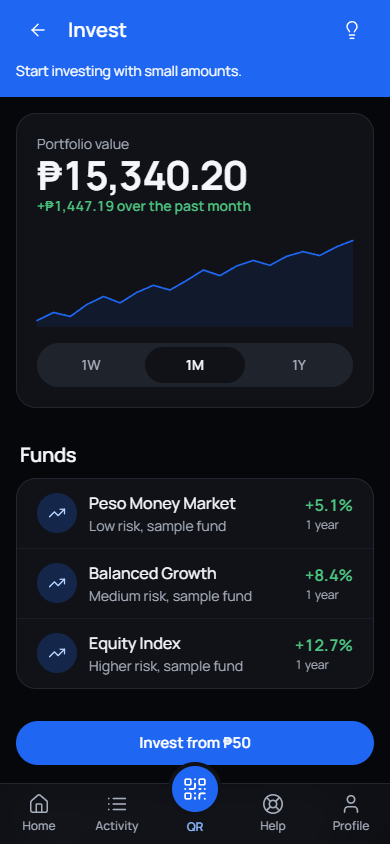 Invest
Start investing with small amounts.
Portfolio value
₱15,340.20
+₱1,447.19 over the past month
1W 1M 1Y
Funds
Peso Money Market +5.1%
Low risk, sample fund 1 year
Balanced Growth +8.4%
Medium risk, sample fund 1 year
Equity Index +12.7%
Higher risk, sample fund 1 year
Invest from ₱50
Home Activity QR Help Profile